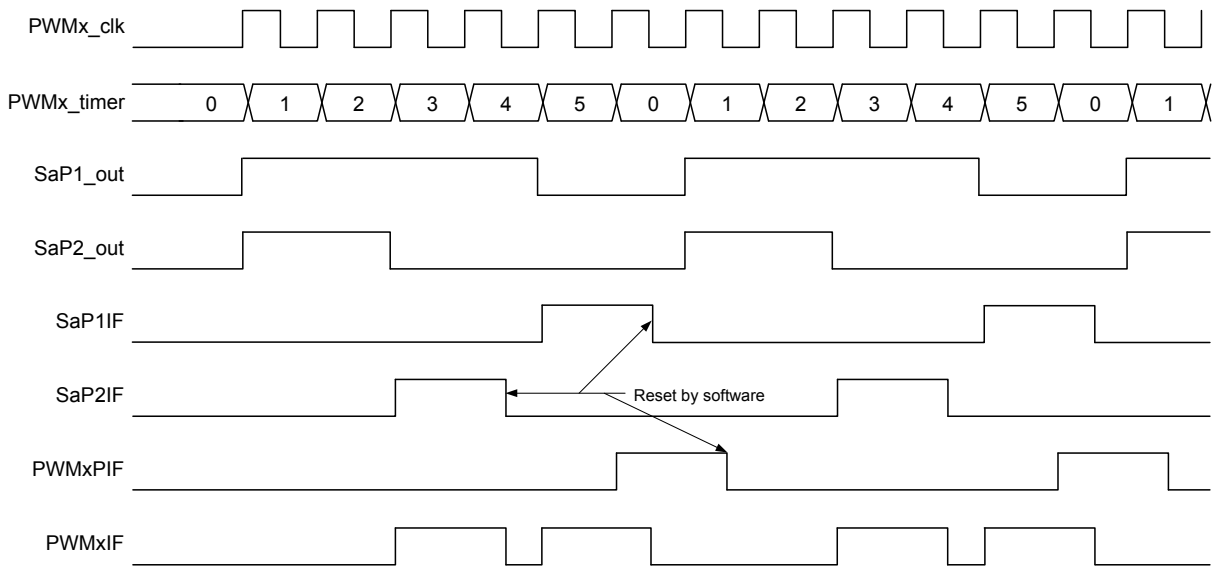 PWMx_clk
PWMx_timer 0 1 2 3 4 5 0 1 2 3 4 5 0 1
SaP1_out
SaP2_out
SaP1IF
SaP2IF
Reset by software
PWMxPIF
PWMxIF